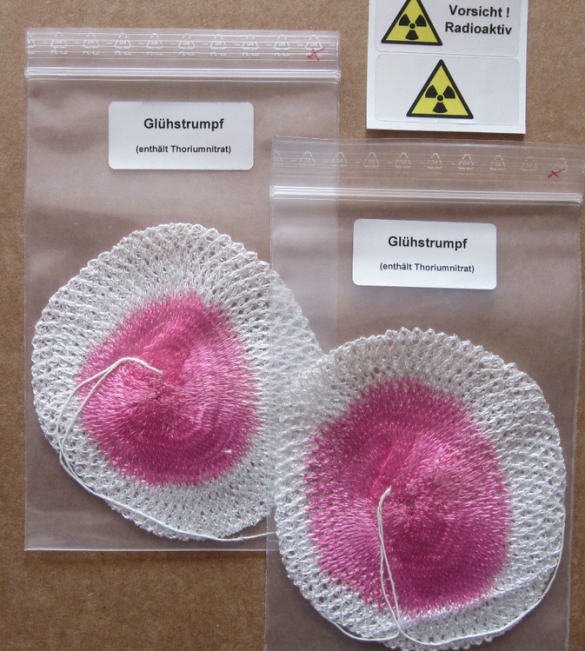 Vorsicht !
Radioaktiv
Glühstrumpf
(enthält Thoriumnitrat)
Glühstrumpf
(enthält Thoriumnitrat)